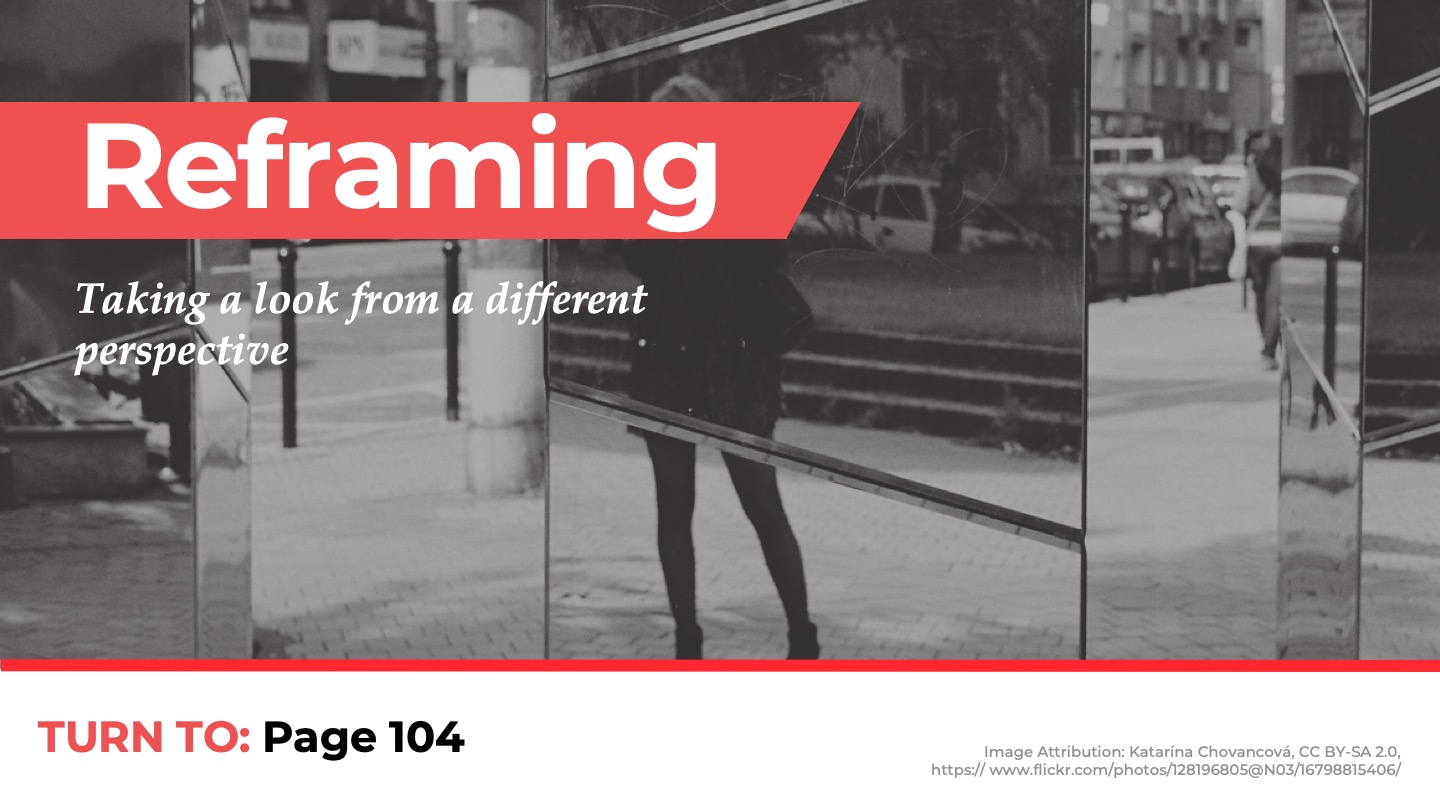 Reframing
Taking a look from a different
perspective
TURN TO: Page 104
Image Attribution: Katarína Chovancová, CC BY-SA 2.0,
https:// www.flickr.com/photos/128196805@N03/16798815406/